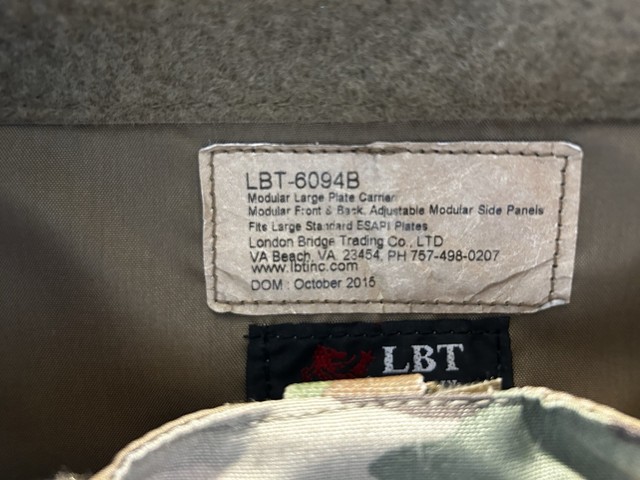 LBT-6094B
Modular Large Plate Carrier
Modular Front & Back, Adjustable Modular Side Panels
Fits Large Standard ESAPI Plates
London Bridge Trading Co., LTD
VA Beach, VA, 23454, PH 757-498-0207
www.lbtinc.com
DOM : October 2015
LBT